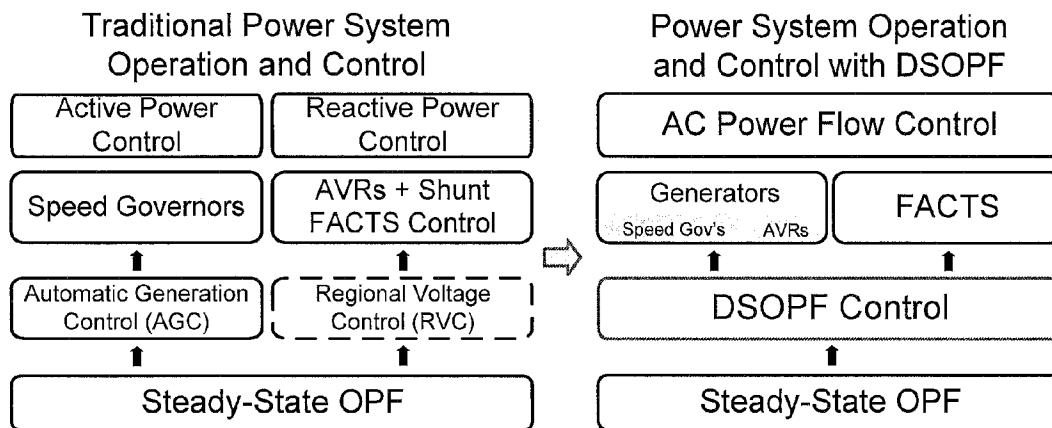 Traditional Power System
Operation and Control
Active Power
Control
Reactive Power
Control
Speed Governors
AVRs + Shunt
FACTS Control
Automatic Generation
Control (AGC)
Regional Voltage
Control (RVC)
Steady-State OPF
Power System Operation
and Control with DSOPF
AC Power Flow Control
Generators
Speed Gov's AVRs
FACTS
DSOPF Control
Steady-State OPF